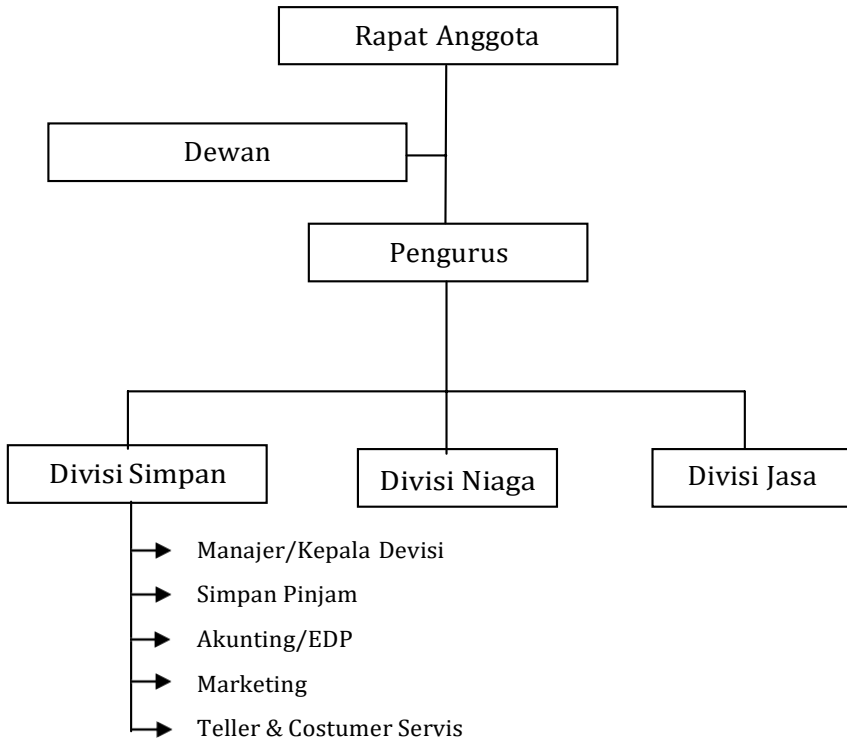 Rapat Anggota
Dewan
Pengurus
Divisi Simpan
Divisi Niaga
Divisi Jasa
Manajer/Kepala Devisi
Simpan Pinjam
Akunting/EDP
Marketing
Teller & Costumer Servis